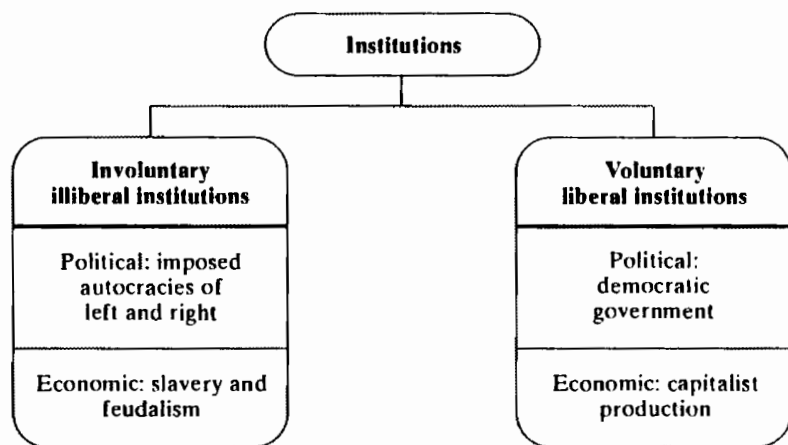 Institutions
Involuntary
illiberal institutions
Political: imposed
autocracies of
left and right
Economic: slavery and
feudalism
Voluntary
liberal institutions
Political:
democratic
government
Economic: capitalist
production